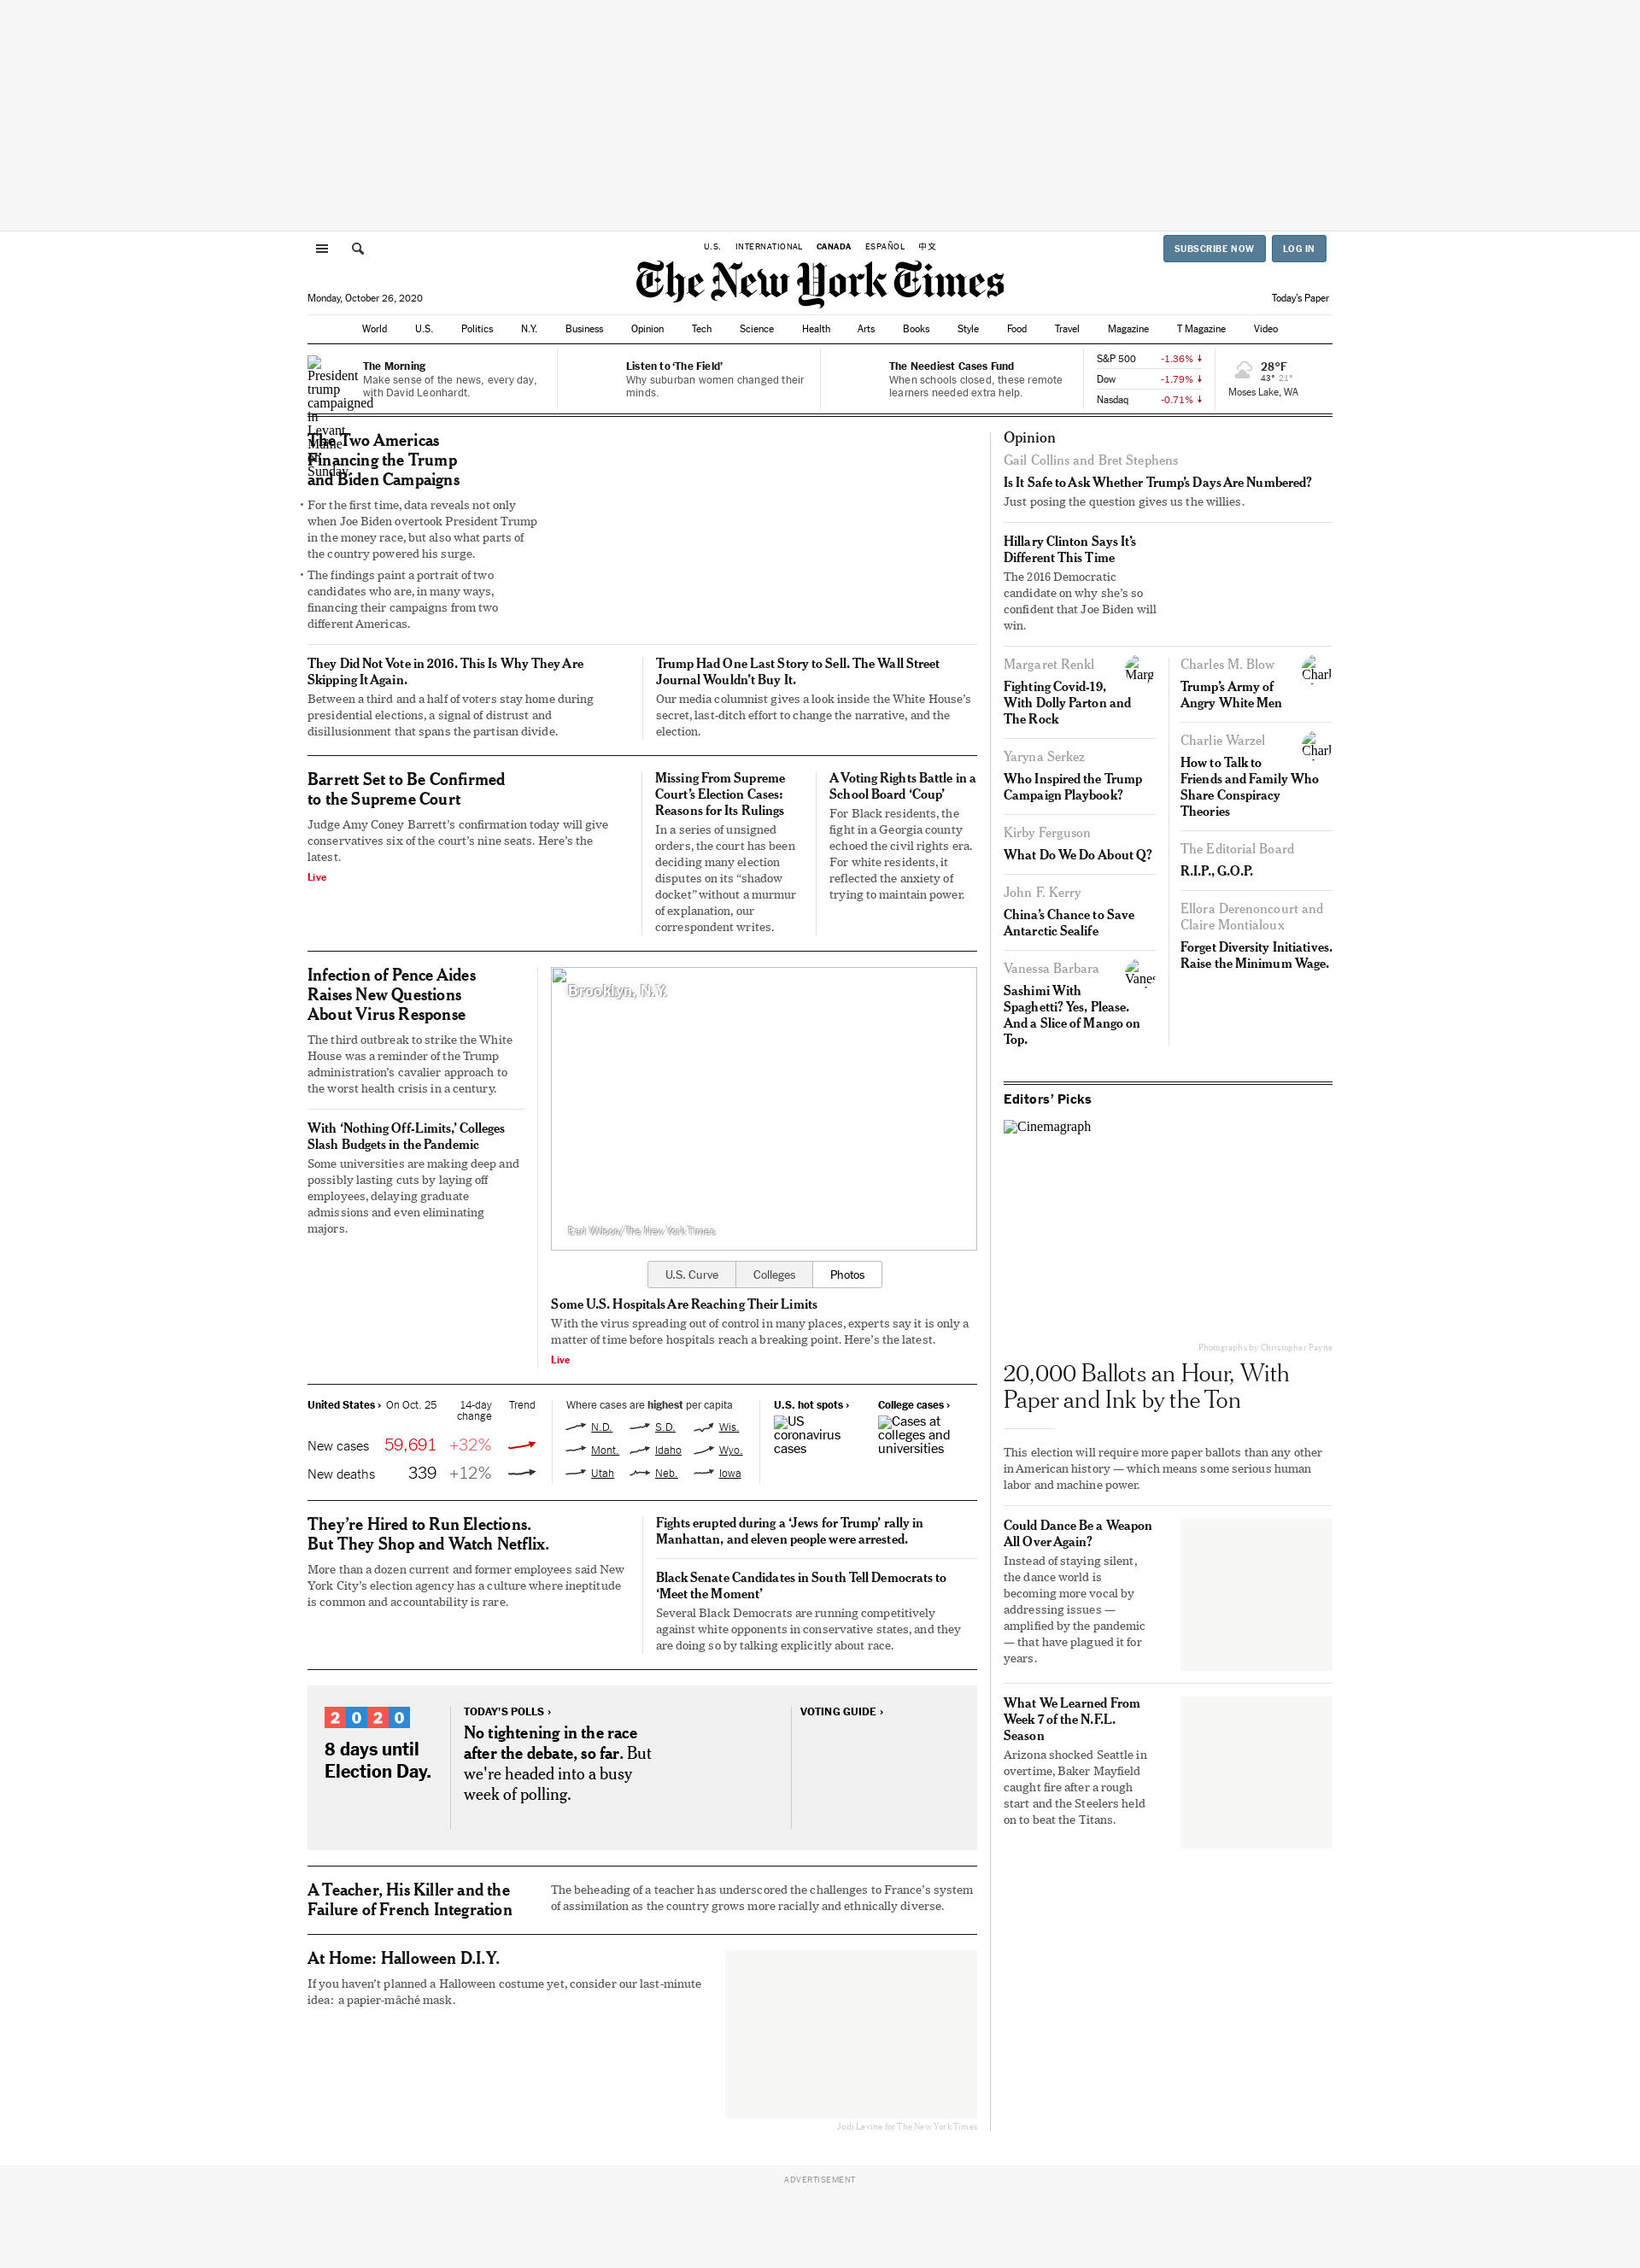 U.S. INTERNATIONAL CANADA ESPAÑOL 中文
SUBSCRIBE NOW LOG IN
The New York Times
Monday, October 26, 2020
Today's Paper
World U.S. Politics N.Y. Business Opinion Tech Science Health Arts Books Style Food Travel Magazine T Magazine Video
President
trump
campaigned
in
Levant
Maine
on
Sunday
The Morning
Make sense of the news, every day,
with David Leonhardt.
Listen to ‘The Field’
Why suburban women changed their
minds.
The Neediest Cases Fund
When schools closed, these remote
learners needed extra help.
S&P 500 -1.36% ↓
Dow -1.79% ↓
Nasdaq -0.71% ↓
28°F
43° 21°
Moses Lake, WA
The Two Americas
Financing the Trump
and Biden Campaigns
• For the first time, data reveals not only
when Joe Biden overtook President Trump
in the money race, but also what parts of
the country powered his surge.
• The findings paint a portrait of two
candidates who are, in many ways,
financing their campaigns from two
different Americas.
They Did Not Vote in 2016. This Is Why They Are
Skipping It Again.
Between a third and a half of voters stay home during
presidential elections, a signal of distrust and
disillusionment that spans the partisan divide.
Trump Had One Last Story to Sell. The Wall Street
Journal Wouldn’t Buy It.
Our media columnist gives a look inside the White House’s
secret, last-ditch effort to change the narrative, and the
election.
Barrett Set to Be Confirmed
to the Supreme Court
Judge Amy Coney Barrett’s confirmation today will give
conservatives six of the court’s nine seats. Here’s the
latest.
Live
Missing From Supreme
Court’s Election Cases:
Reasons for Its Rulings
In a series of unsigned
orders, the court has been
deciding many election
disputes on its “shadow
docket” without a murmur
of explanation, our
correspondent writes.
A Voting Rights Battle in a
School Board ‘Coup’
For Black residents, the
fight in a Georgia county
echoed the civil rights era.
For white residents, it
reflected the anxiety of
trying to maintain power.
Infection of Pence Aides
Raises New Questions
About Virus Response
The third outbreak to strike the White
House was a reminder of the Trump
administration’s cavalier approach to
the worst health crisis in a century.
With ‘Nothing Off-Limits,’ Colleges
Slash Budgets in the Pandemic
Some universities are making deep and
possibly lasting cuts by laying off
employees, delaying graduate
admissions and even eliminating
majors.
Brooklyn, N.Y.
Earl Wilson/The New York Times
U.S. Curve Colleges Photos
Some U.S. Hospitals Are Reaching Their Limits
With the virus spreading out of control in many places, experts say it is only a
matter of time before hospitals reach a breaking point. Here’s the latest.
Live
United States › On Oct. 25 14-day
change Trend
New cases 59,691 +32%
New deaths 339 +12%
Where cases are highest per capita
N.D. S.D. Wis.
Mont. Idaho Wyo.
Utah Neb. Iowa
U.S. hot spots ›
US
coronavirus
cases
College cases ›
Cases at
colleges and
universities
They’re Hired to Run Elections.
But They Shop and Watch Netflix.
More than a dozen current and former employees said New
York City’s election agency has a culture where ineptitude
is common and accountability is rare.
Fights erupted during a ‘Jews for Trump’ rally in
Manhattan, and eleven people were arrested.
Black Senate Candidates in South Tell Democrats to
‘Meet the Moment’
Several Black Democrats are running competitively
against white opponents in conservative states, and they
are doing so by talking explicitly about race.
2020
8 days until
Election Day.
TODAY'S POLLS ›
No tightening in the race
after the debate, so far. But
we're headed into a busy
week of polling.
VOTING GUIDE ›
A Teacher, His Killer and the
Failure of French Integration
The beheading of a teacher has underscored the challenges to France’s system
of assimilation as the country grows more racially and ethnically diverse.
At Home: Halloween D.I.Y.
If you haven’t planned a Halloween costume yet, consider our last-minute
idea: a papier-mâché mask.
Jodi Levine for The New York Times
Opinion
Gail Collins and Bret Stephens
Is It Safe to Ask Whether Trump’s Days Are Numbered?
Just posing the question gives us the willies.
Hillary Clinton Says It’s
Different This Time
The 2016 Democratic
candidate on why she’s so
confident that Joe Biden will
win.
Margaret Renkl
Fighting Covid-19,
With Dolly Parton and
The Rock
Yaryna Serkez
Who Inspired the Trump
Campaign Playbook?
Kirby Ferguson
What Do We Do About Q?
John F. Kerry
China’s Chance to Save
Antarctic Sealife
Vanessa Barbara
Sashimi With
Spaghetti? Yes, Please.
And a Slice of Mango on
Top.
Charles M. Blow
Trump’s Army of
Angry White Men
Charlie Warzel
How to Talk to
Friends and Family Who
Share Conspiracy
Theories
The Editorial Board
R.I.P., G.O.P.
Ellora Derenoncourt and
Claire Montialoux
Forget Diversity Initiatives.
Raise the Minimum Wage.
Editors’ Picks
Cinemagraph
Photographs by Christopher Payne
20,000 Ballots an Hour, With
Paper and Ink by the Ton
This election will require more paper ballots than any other
in American history — which means some serious human
labor and machine power.
Could Dance Be a Weapon
All Over Again?
Instead of staying silent,
the dance world is
becoming more vocal by
addressing issues —
amplified by the pandemic
— that have plagued it for
years.
What We Learned From
Week 7 of the N.F.L.
Season
Arizona shocked Seattle in
overtime, Baker Mayfield
caught fire after a rough
start and the Steelers held
on to beat the Titans.
ADVERTISEMENT